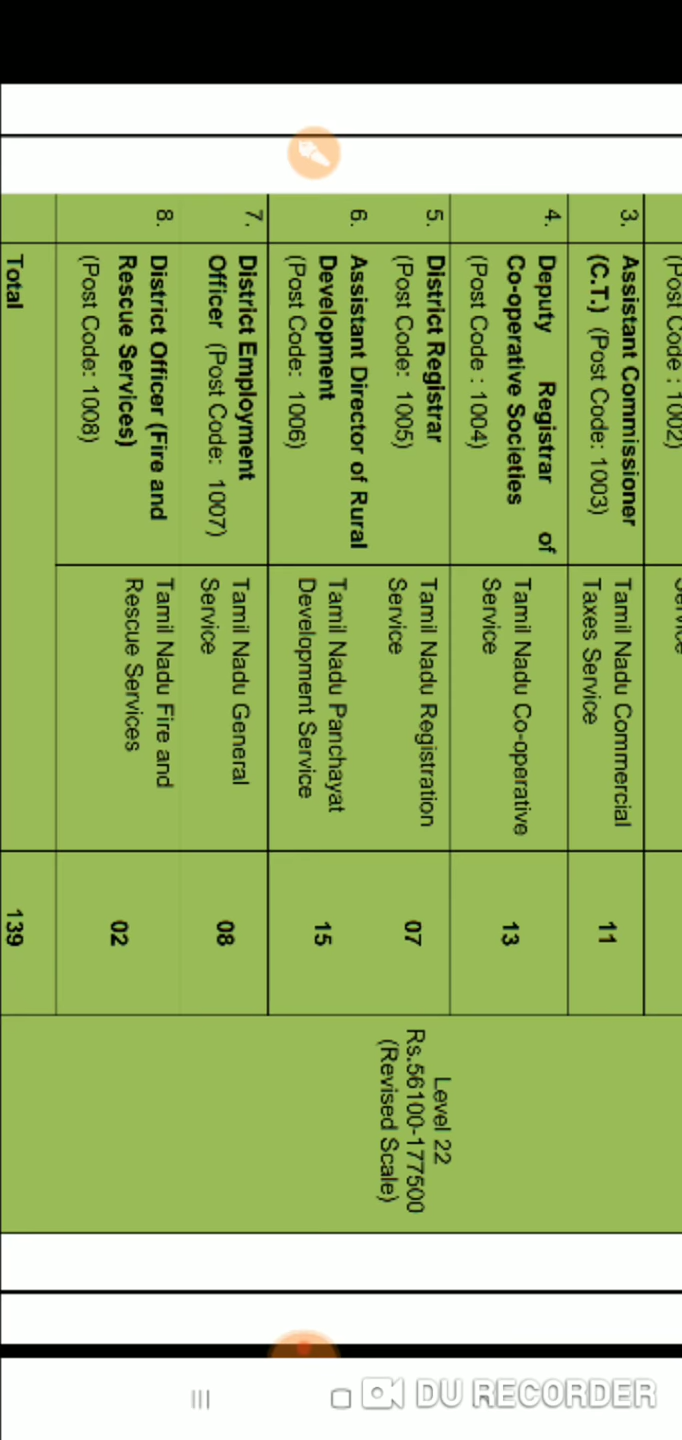 (Post Code : 1002)
Service
3.
Assistant Commissioner
(C.T.) (Post Code: 1003)
Tamil Nadu Commercial
Taxes Service
11
4.
Deputy Registrar of
Co-operative Societies
(Post Code : 1004)
Tamil Nadu Co-operative
Service
13
5.
District Registrar
(Post Code: 1005)
Tamil Nadu Registration
Service
07
Level 22
Rs.56100-177500
(Revised Scale)
6.
Assistant Director of Rural
Development
(Post Code: 1006)
Tamil Nadu Panchayat
Development Service
15
7.
District Employment
Officer (Post Code: 1007)
Tamil Nadu General
Service
08
8.
District Officer (Fire and
Rescue Services)
(Post Code: 1008)
Tamil Nadu Fire and
Rescue Services
02
Total
139
DU RECORDER